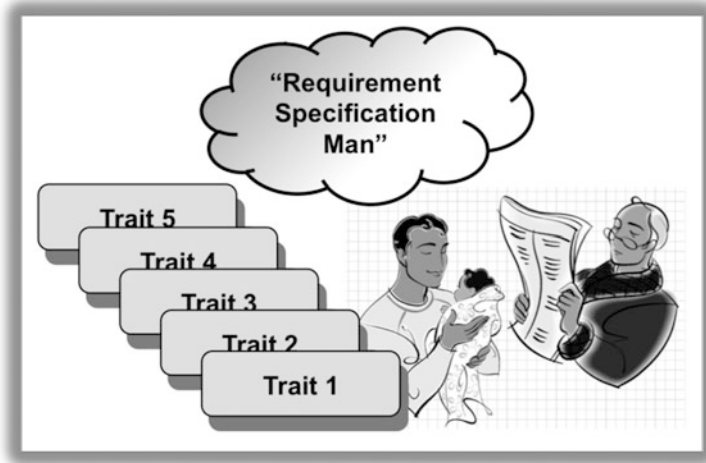 “Requirement
Specification
Man”
Trait 5
Trait 4
Trait 3
Trait 2
Trait 1